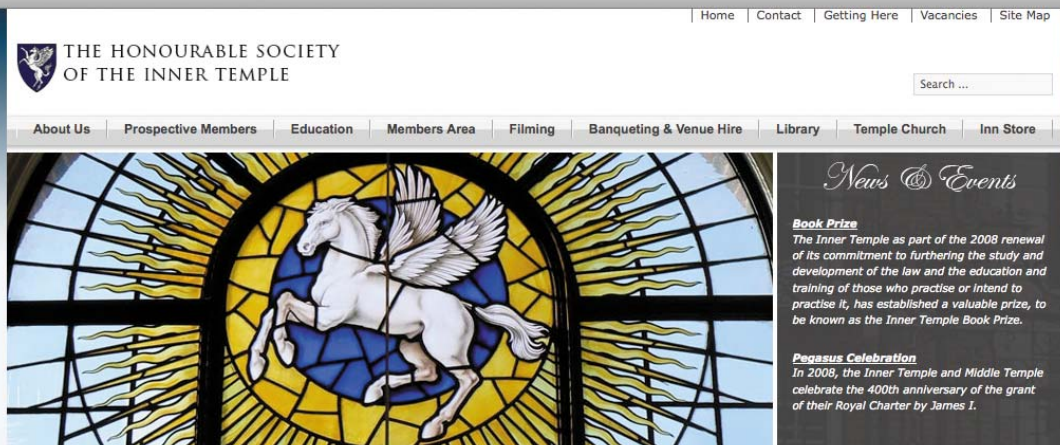 Home Contact Getting Here Vacancies Site Map
THE HONOURABLE SOCIETY
OF THE INNER TEMPLE
Search ...
About Us Prospective Members Education Members Area Filming Banqueting & Venue Hire Library Temple Church Inn Store
News & Events
Book Prize
The Inner Temple as part of the 2008 renewal
of its commitment to furthering the study and
development of the law and the education and
training of those who practise or intend to
practise it, has established a valuable prize, to
be known as the Inner Temple Book Prize.
Pegasus Celebration
In 2008, the Inner Temple and Middle Temple
celebrate the 400th anniversary of the grant
of their Royal Charter by James I.